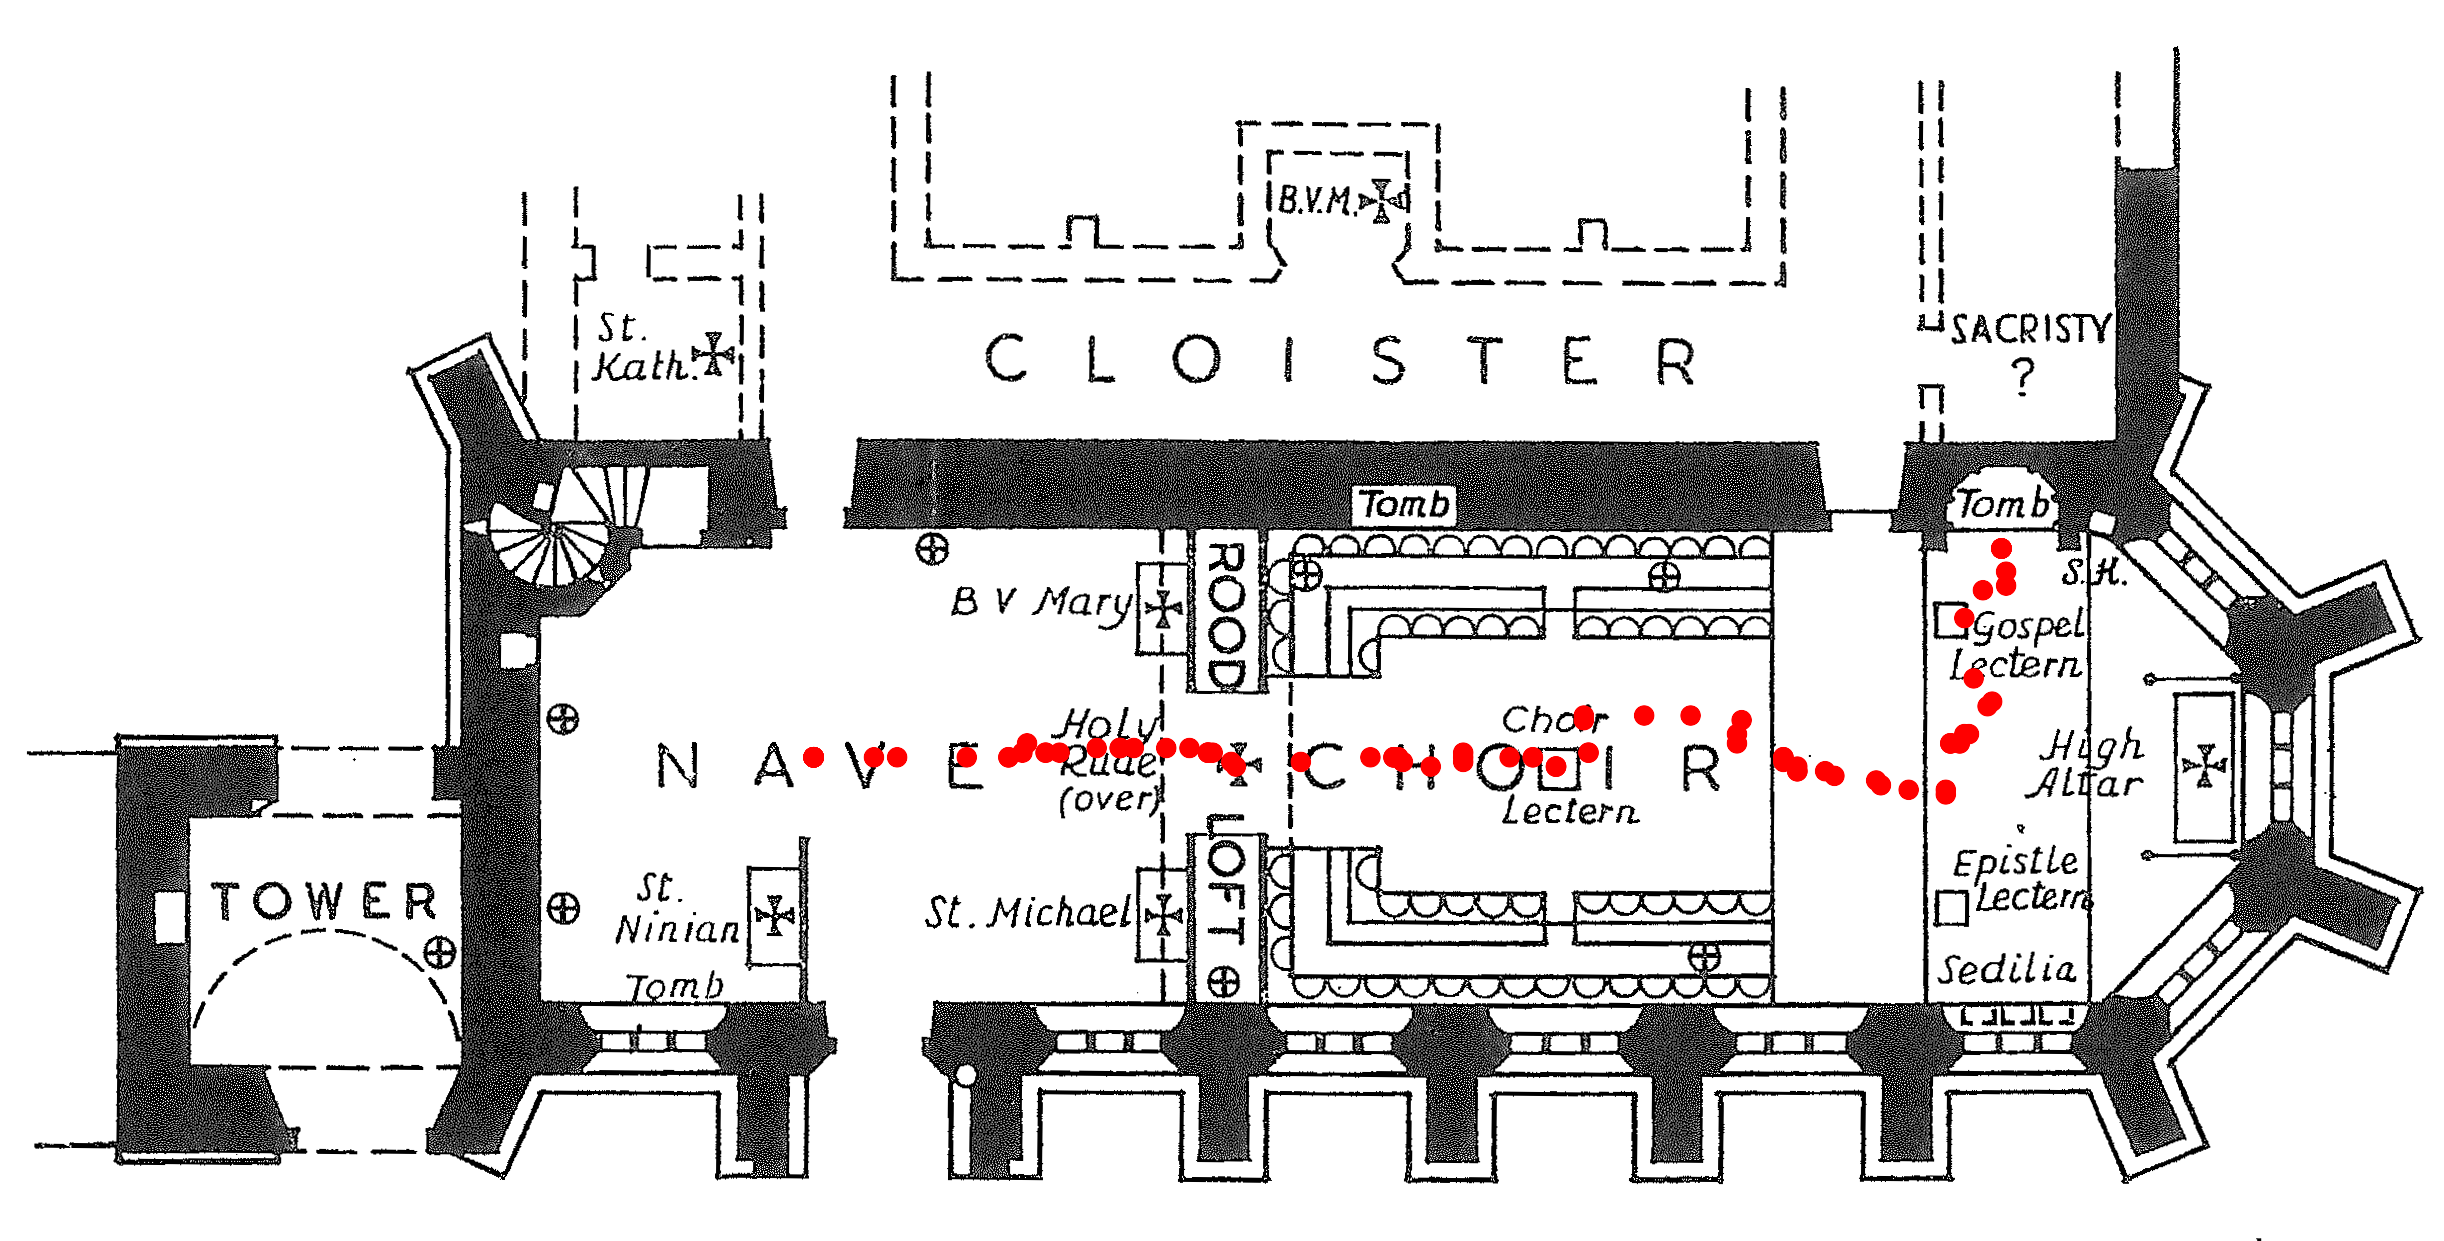 B.V.M.
St.
Kath.
CLOISTER
SACRISTY
?
Tomb
Tomb
S.H.
ROOD
B V Mary
Gospel
Lectern
Holy
Rude
(over)
NAVE
Choir
CHOIR
Lectern
High
Altar
LOFT
TOWER
St.
Ninian
St. Michael
Epistle
Lectern
Sedilia
Tomb